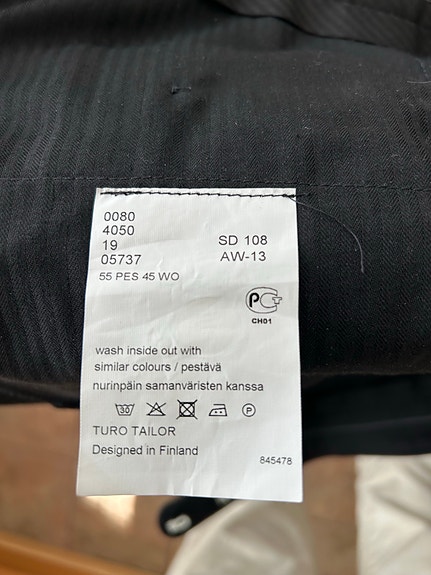 0080
4050
19 SD 108
05737 AW-13
55 PES 45 WO
PCT
CH01
wash inside out with
similar colours / pestävä
nurinpäin samanväristen kanssa
30 P
TURO TAILOR
Designed in Finland
845478